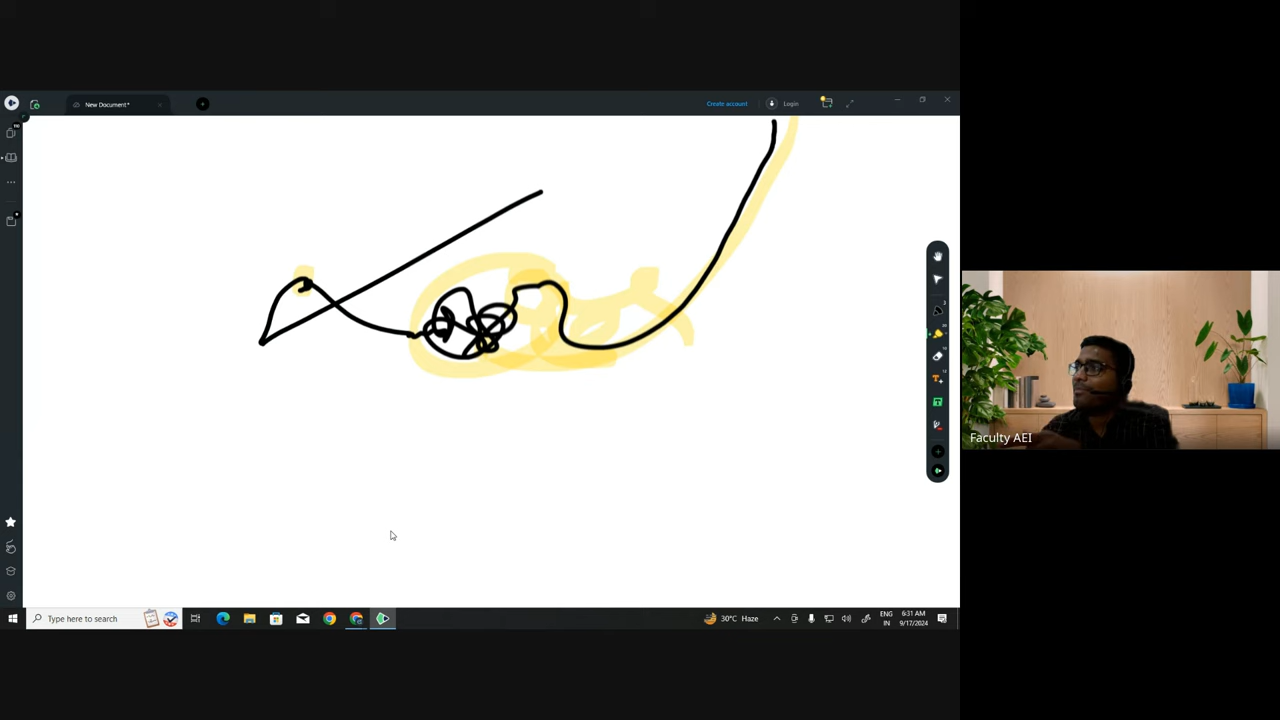 New Document*
Create account
Login
Faculty AEI
Type here to search
30°C Haze
ENG
IN
6:31 AM
9/17/2024